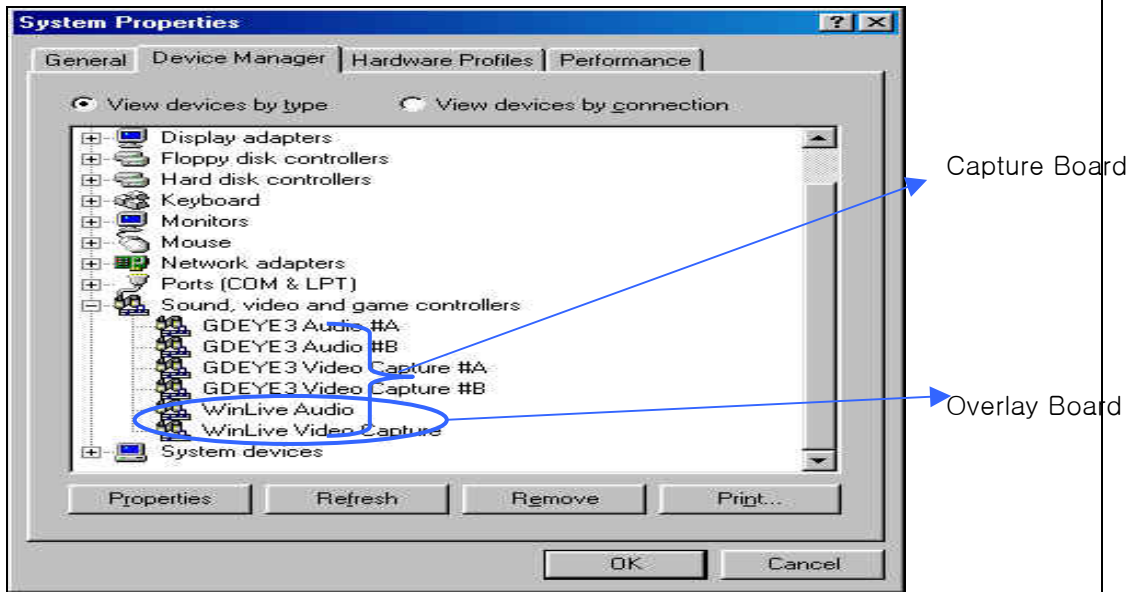 System Properties
General Device Manager Hardware Profiles Performance
View devices by type View devices by connection
Display adapters
Floppy disk controllers
Hard disk controllers
Keyboard
Monitors
Mouse
Network adapters
Ports (COM & LPT)
Sound, video and game controllers
GDEYE3 Audio #A
GDEYE3 Audio #B
GDEYE3 Video Capture #A
GDEYE3 Video Capture #B
WinLive Audio
WinLive Video Capture
System devices
Properties Refresh Remove Print...
OK Cancel
Capture Board
Overlay Board